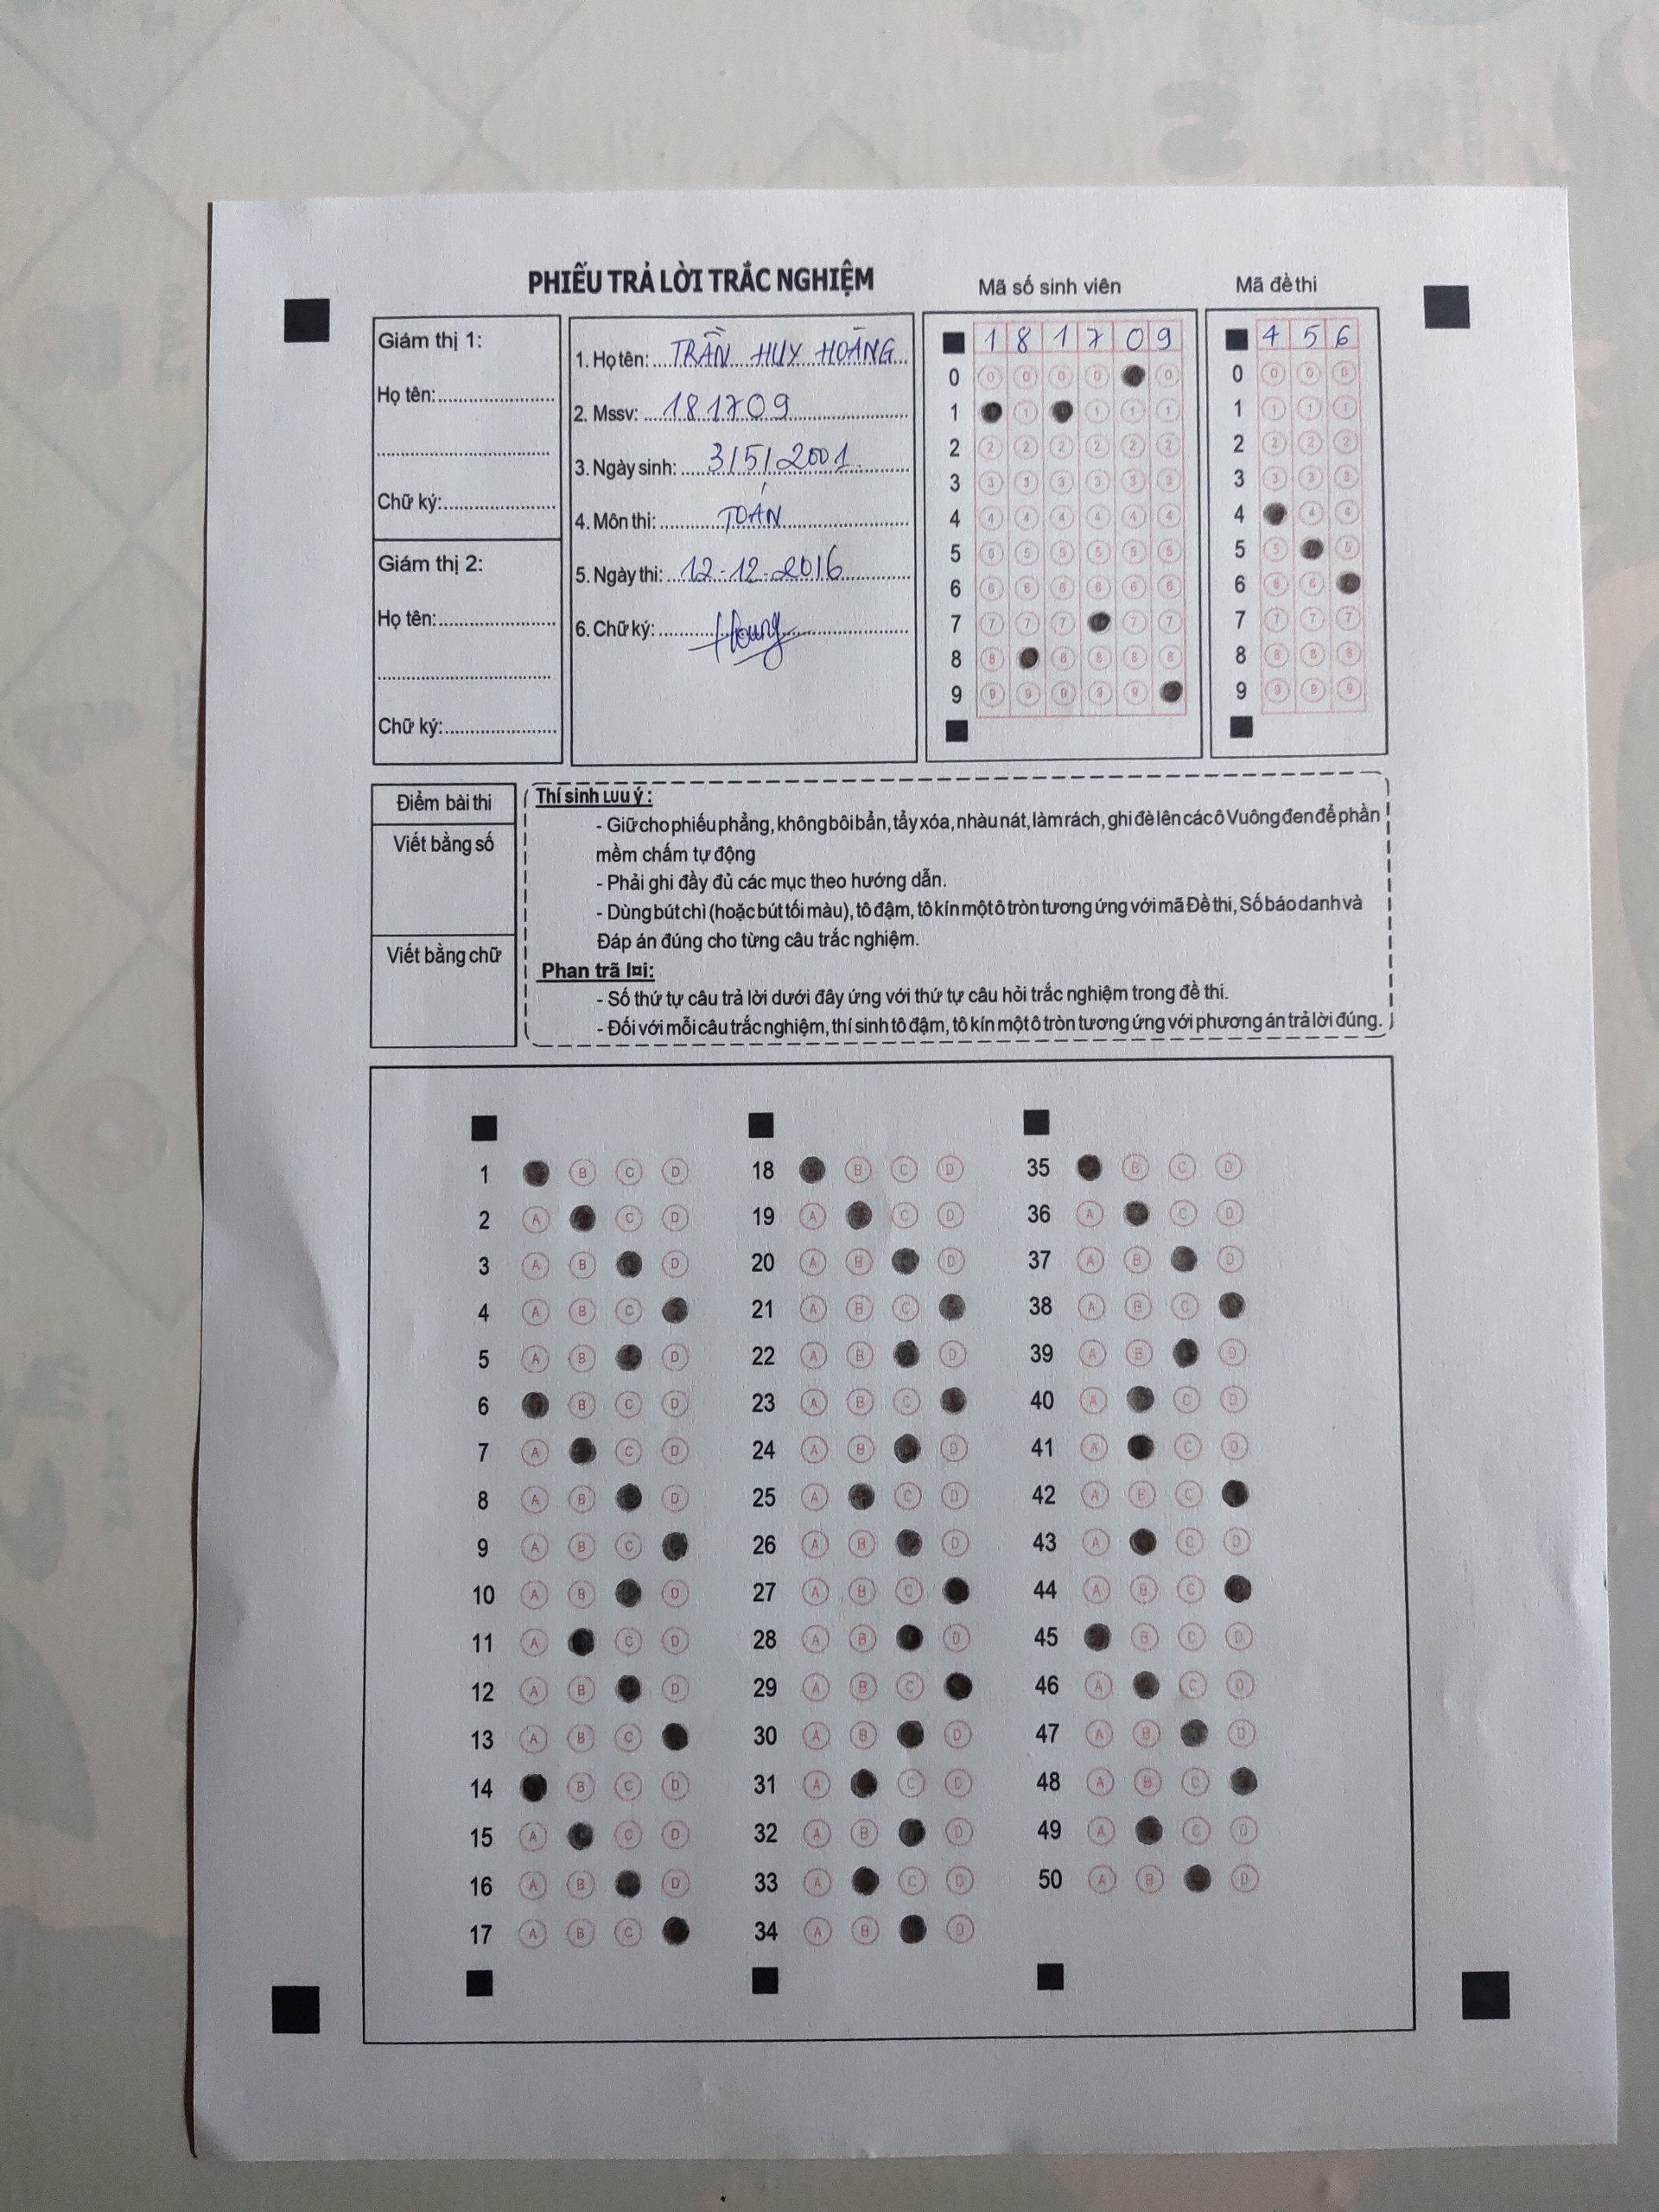 PHIẾU TRẢ LỜI TRẮC NGHIỆM
Mã số sinh viên
Mã đề thi
Giám thị 1:
Họ tên:
Chữ ký:
Giám thị 2:
Họ tên:
Chữ ký:
1. Họ tên: TRẦN HUY HOÀNG
2. Mssv: 181709
3. Ngày sinh: 3/5/2001
4. Môn thi: TOÁN
5. Ngày thi: 12-12-2016
6. Chữ ký:
1 8 1 7 0 9
0 0 0 0 0
1 1 1 1 1
2 2 2 2 2 2 2
3 3 3 3 3 3 3
4 4 4 4 4 4 4
5 5 5 5 5 5 5
6 6 6 6 6 6 6
7 7 7 7 7 7
8 8 8 8 8 8
9 9 9 9 9 9
4 5 6
0 0 0 0
1 1 1 1
2 2 2 2
3 3 3 3
4 4 4
5 5 5
6 6 6
7 7 7 7
8 8 8 8
9 9 9 9
Điểm bài thi
Viết bằng số
Viết bằng chữ
Thí sinh Lưu ý :
- Giữ cho phiếu phẳng, không bôi bẩn, tẩy xóa, nhàu nát, làm rách, ghi đè lên các ô Vuông đen để phần
mềm chấm tự động
- Phải ghi đầy đủ các mục theo hướng dẫn.
- Dùng bút chì (hoặc bút tối màu), tô đậm, tô kín một ô tròn tương ứng với mã Đề thi, Số báo danh và
Đáp án đúng cho từng câu trắc nghiệm.
Phan trã l¤i:
- Số thứ tự câu trả lời dưới đây ứng với thứ tự câu hỏi trắc nghiệm trong đề thi.
- Đối với mỗi câu trắc nghiệm, thí sinh tô đậm, tô kín một ô tròn tương ứng với phương án trả lời đúng.
1 B C D
2 A C D
3 A B D
4 A B C
5 A B D
6 B C D
7 A C D
8 A B D
9 A B C
10 A B D
11 A C D
12 A B D
13 A B C
14 B C D
15 A C D
16 A B D
17 A B C
18 B C D
19 A C D
20 A B D
21 A B C
22 A B D
23 A B C
24 A B D
25 A C D
26 A B D
27 A B C
28 A B D
29 A B C
30 A B D
31 A C D
32 A B D
33 A C D
34 A B D
35 B C D
36 A C D
37 A B D
38 A B C
39 A B D
40 A C D
41 A C D
42 A B C
43 A C D
44 A B C
45 B C D
46 A C D
47 A B D
48 A B C
49 A C D
50 A B D